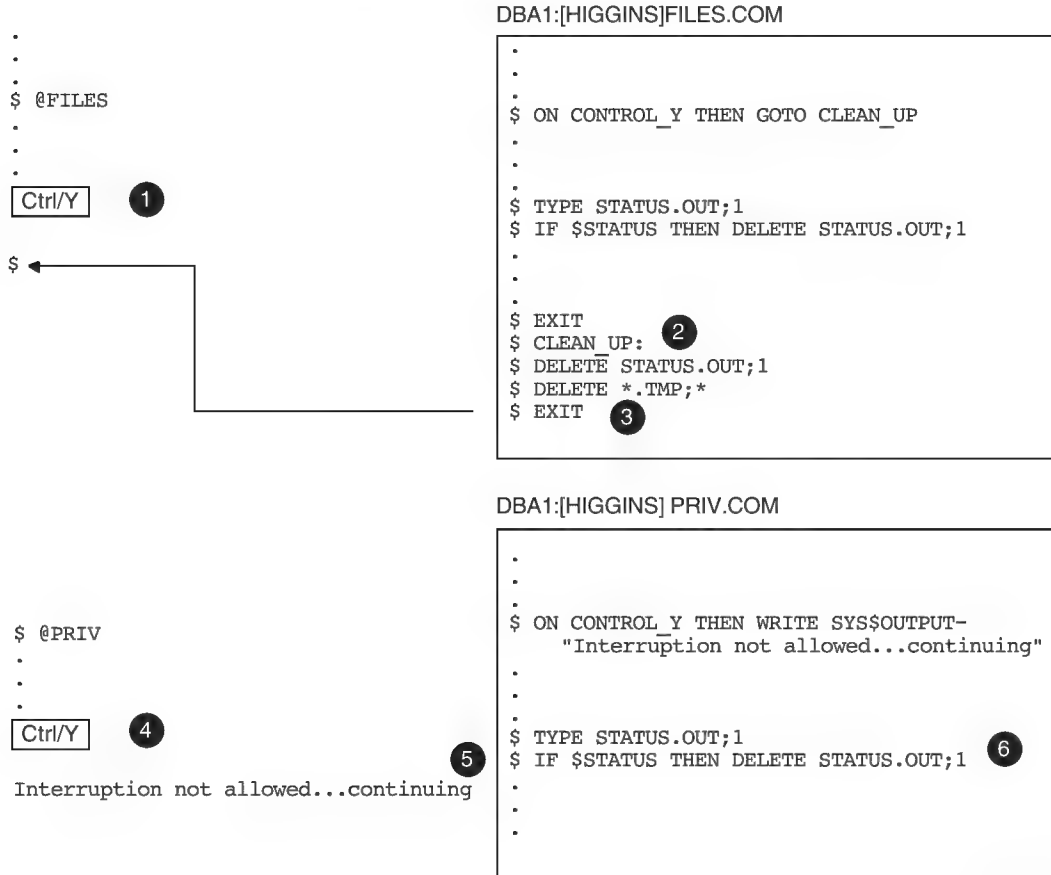 DBA1:[HIGGINS]FILES.COM
.
.
.
$ @FILES
.
.
.
Ctrl/Y 1
$
.
.
.
$ ON CONTROL_Y THEN GOTO CLEAN_UP
.
.
.
$ TYPE STATUS.OUT;1
$ IF $STATUS THEN DELETE STATUS.OUT;1
.
.
.
$ EXIT
$ CLEAN_UP: 2
$ DELETE STATUS.OUT;1
$ DELETE *.TMP;*
$ EXIT 3
DBA1:[HIGGINS] PRIV.COM
$ @PRIV
.
.
.
Ctrl/Y 4
5
Interruption not allowed...continuing
.
.
.
$ ON CONTROL_Y THEN WRITE SYS$OUTPUT-
"Interruption not allowed...continuing"
.
.
.
$ TYPE STATUS.OUT;1
$ IF $STATUS THEN DELETE STATUS.OUT;1 6
.
.
.